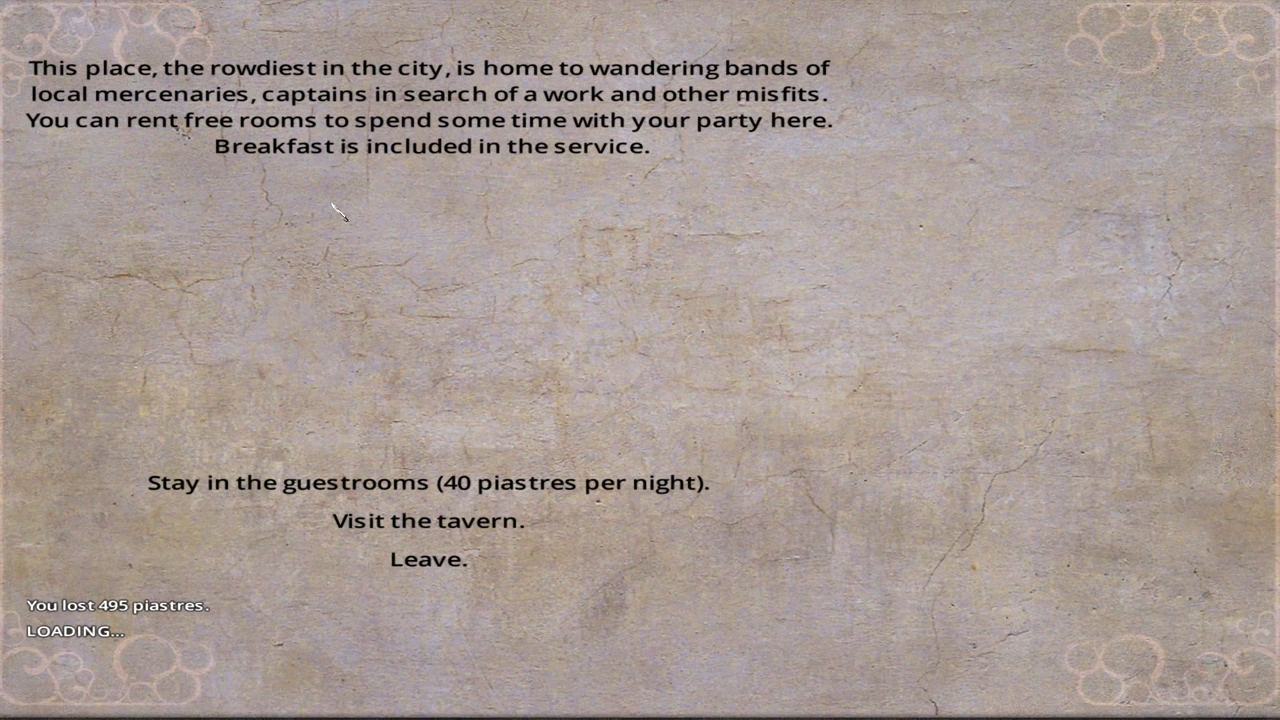 This place, the rowdiest in the city, is home to wandering bands of
local mercenaries, captains in search of a work and other misfits.
You can rent free rooms to spend some time with your party here.
Breakfast is included in the service.
Stay in the guestrooms (40 piastres per night).
Visit the tavern.
Leave.
You lost 495 piastres.
LOADING...